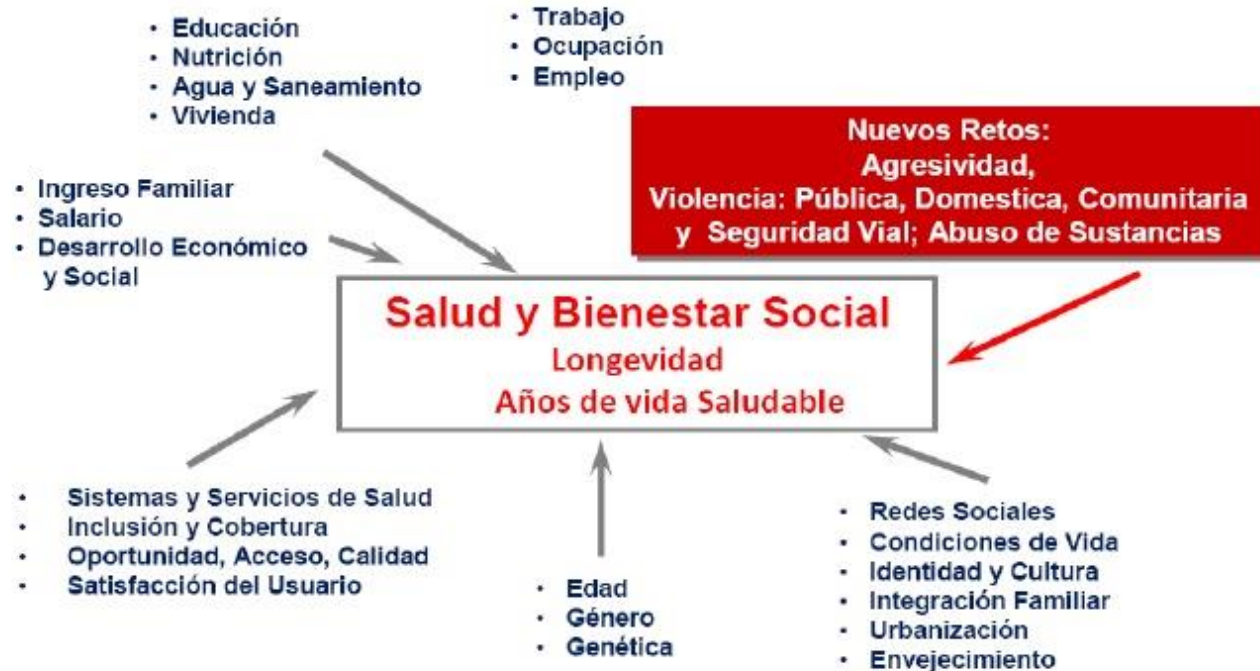 • Educación
• Nutrición
• Agua y Saneamiento
• Vivienda
• Trabajo
• Ocupación
• Empleo
Nuevos Retos:
Agresividad,
Violencia: Pública, Domestica, Comunitaria
y Seguridad Vial; Abuso de Sustancias
• Ingreso Familiar
• Salario
• Desarrollo Económico
y Social
Salud y Bienestar Social
Longevidad
Años de vida Saludable
• Sistemas y Servicios de Salud
• Inclusión y Cobertura
• Oportunidad, Acceso, Calidad
• Satisfacción del Usuario
• Edad
• Género
• Genética
• Redes Sociales
• Condiciones de Vida
• Identidad y Cultura
• Integración Familiar
• Urbanización
• Envejecimiento